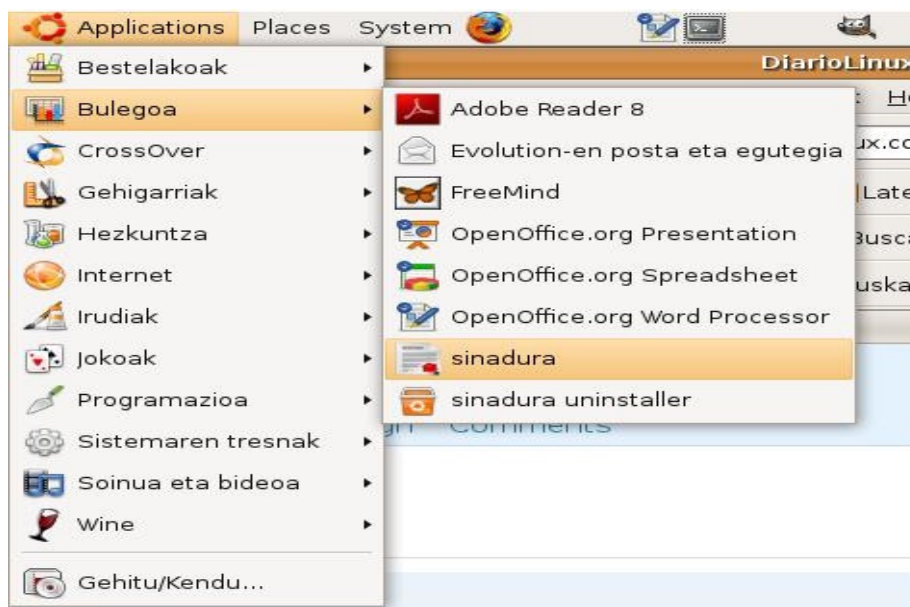 Applications Places System
DiarioLinux
Bestelakoak
Bulegoa
CrossOver
Gehigarriak
Hezkuntza
Internet
Irudiak
Jokoak
Programazioa
Sistemaren tresnak
Soinua eta bideoa
Wine
Gehitu/Kendu...
Adobe Reader 8
Evolution-en posta eta egutegia
FreeMind
OpenOffice.org Presentation
OpenOffice.org Spreadsheet
OpenOffice.org Word Processor
sinadura
sinadura uninstaller
Comments